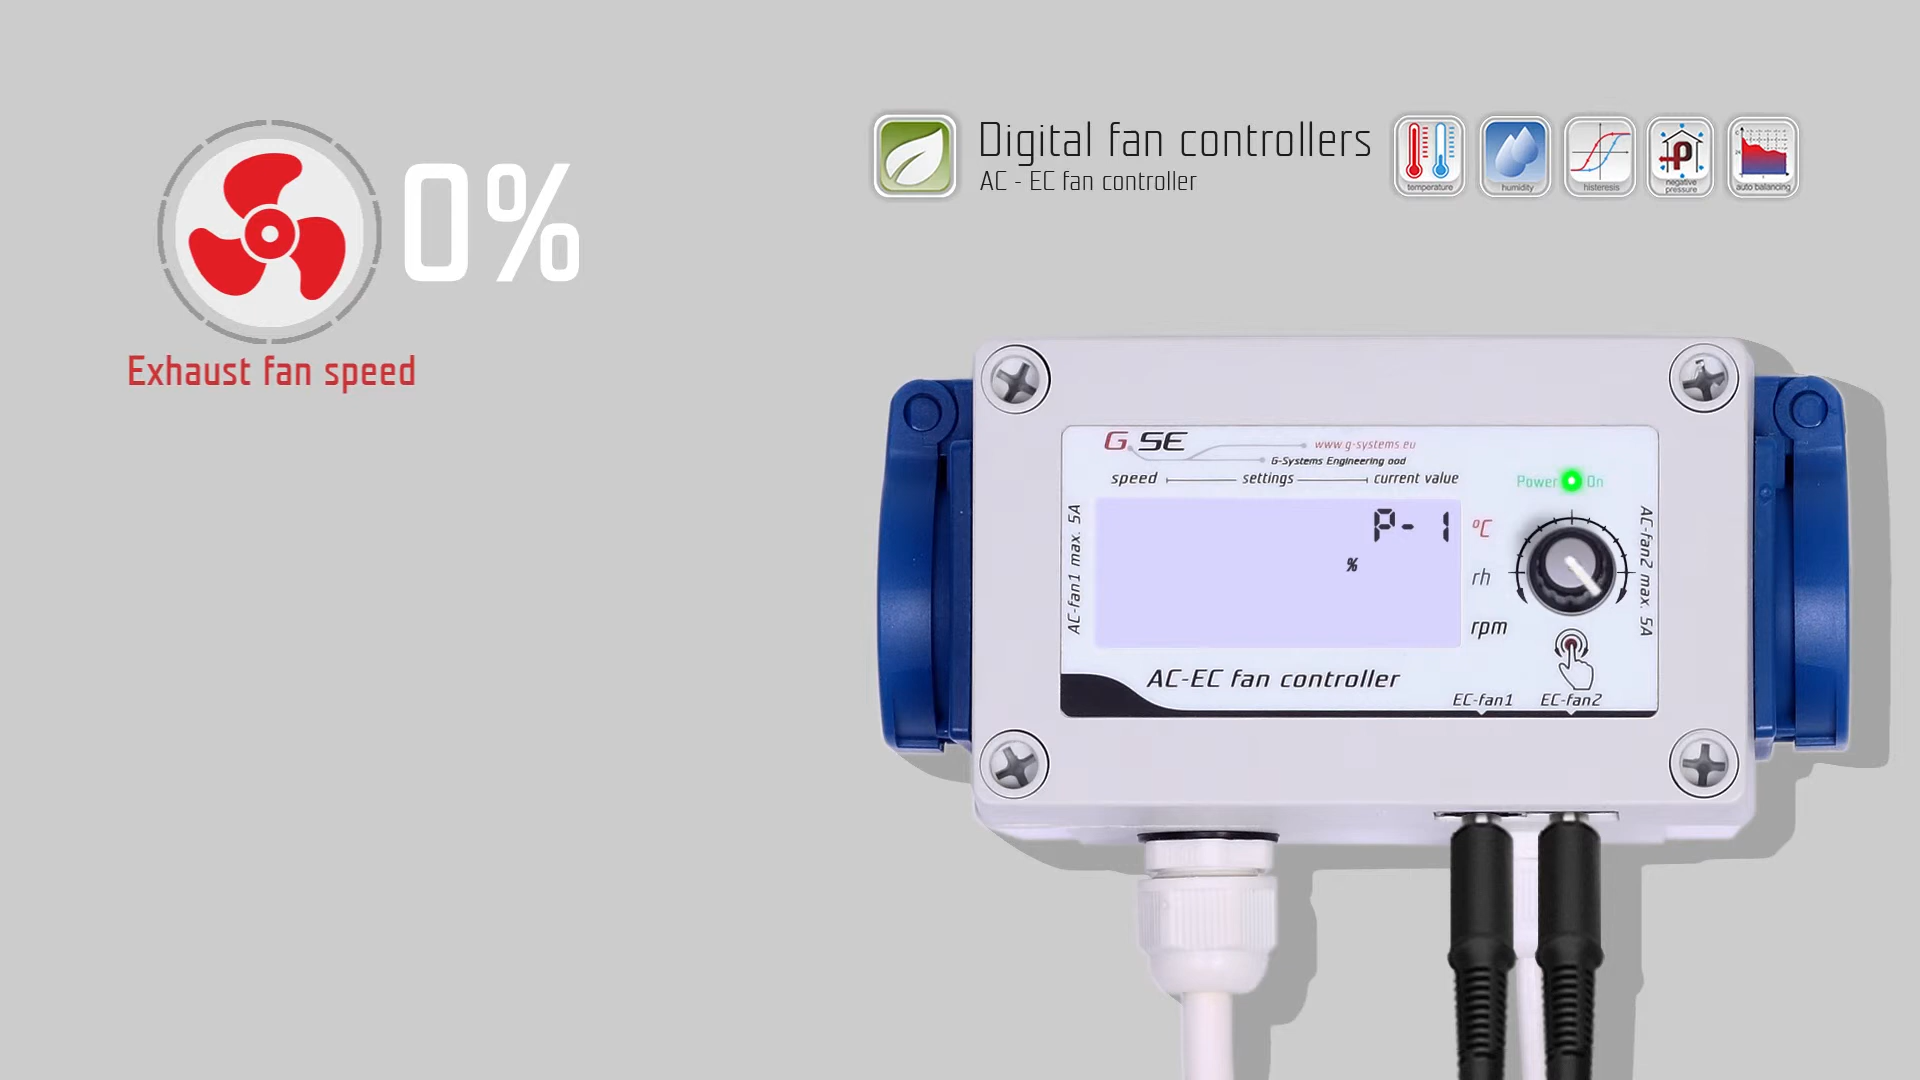 0%
Exhaust fan speed
Digital fan controllers
AC - EC fan controller
temperature
humidity
histeresis
negative
pressure
auto balancing
G.SE
www.g-systems.eu
G-Systems Engineering ood
speed settings current value
Power On
P- 1
°C
%
rh
rpm
AC-fan1 max. 5A
AC-fan2 max. 5A
AC-EC fan controller
EC-fan1 EC-fan2